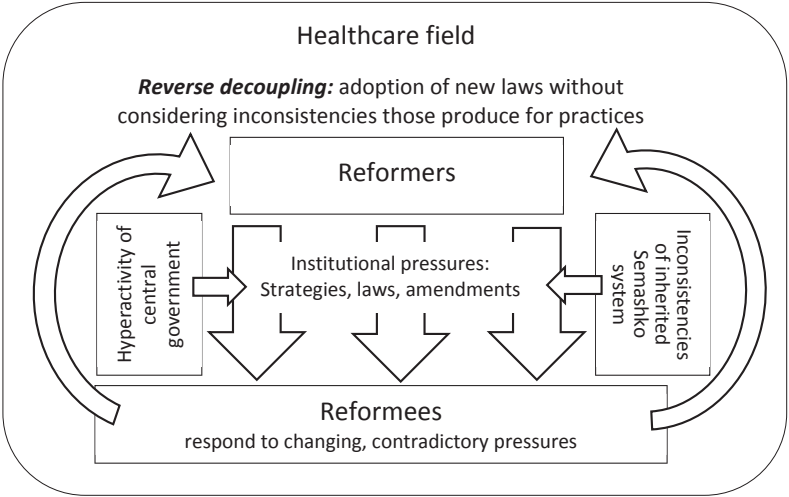 Healthcare field
Reverse decoupling: adoption of new laws without
considering inconsistencies those produce for practices
Reformers
Hyperactivity of
central
government
Institutional pressures:
Strategies, laws, amendments
Inconsistencies
of inherited
Semashko
system
Reformees
respond to changing, contradictory pressures